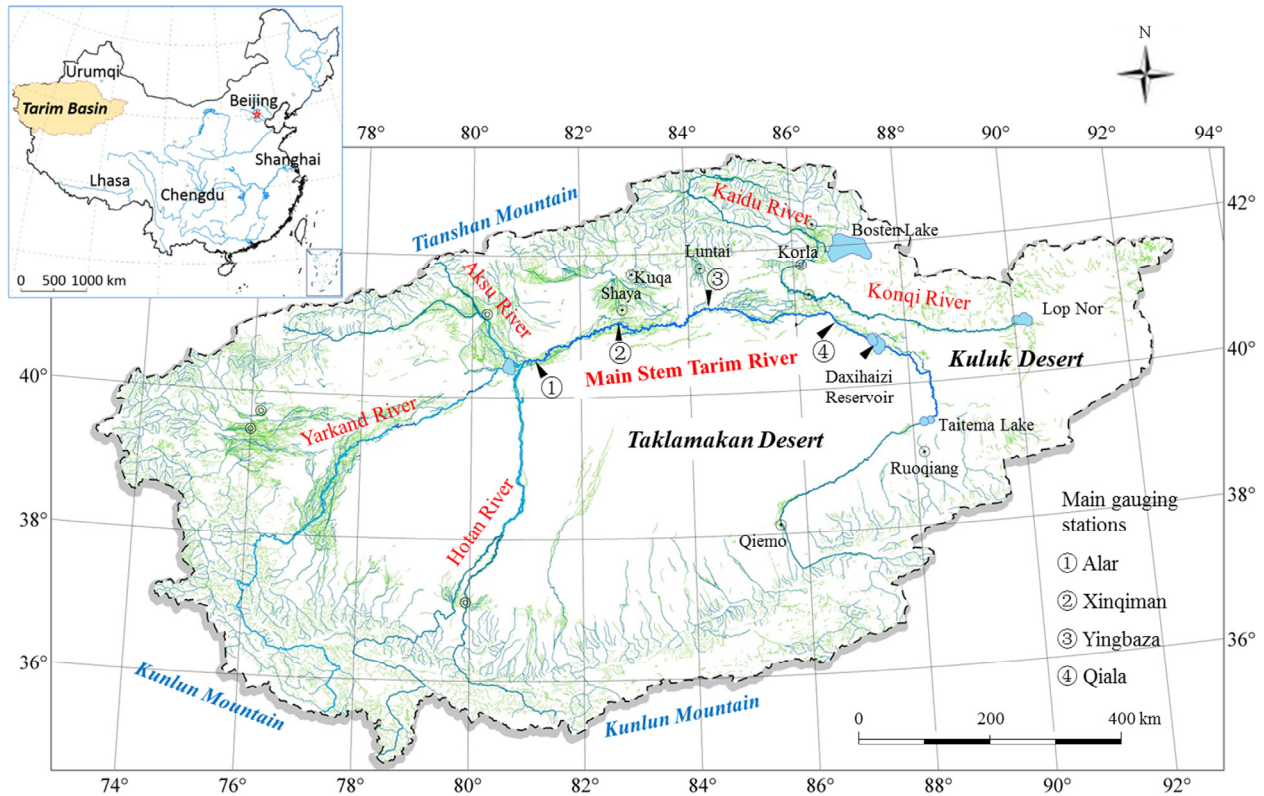 Urumqi
Tarim Basin
Beijing
Shanghai
Lhasa
Chengdu
0 500 1000 km
N
78° 80° 82° 84° 86° 88° 90° 92° 94°
42°
40°
38°
36°
Tianshan Mountain
Kaidu River
Bosten Lake
Luntai
Korla
③
Kuqa
Shaya
Aksu River
Konqi River
Lop Nor
②
④
①
Main Stem Tarim River
Kuluk Desert
Daxihaizi
Reservoir
40°
Yarkand River
Taklamakan Desert
Taitema Lake
Ruoqiang
Hotan River
38°
Qiemo
36°
Kunlun Mountain
Kunlun Mountain
Main gauging
stations
① Alar
② Xinqiman
③ Yingbaza
④ Qiala
0 200 400 km
74° 76° 78° 80° 82° 84° 86° 88° 90° 92°